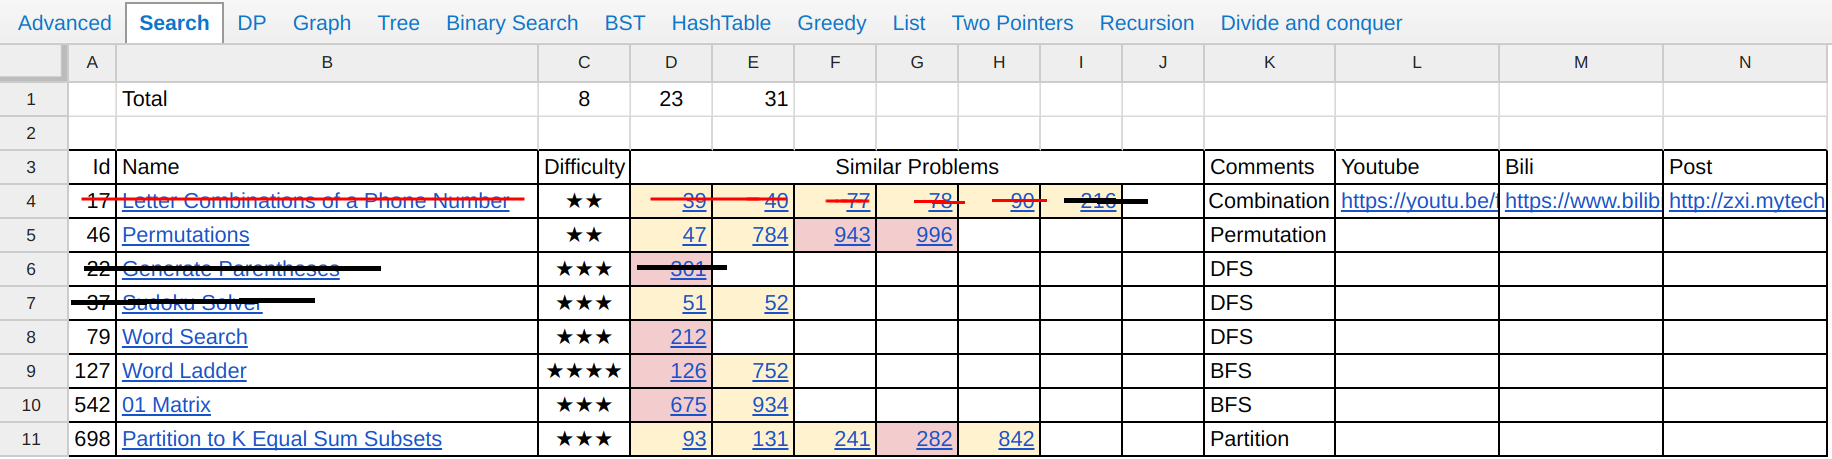 Advanced Search DP Graph Tree Binary Search BST HashTable Greedy List Two Pointers Recursion Divide and conquer
A B C D E F G H I J K L M N
1 Total 8 23 31
2
3 Id Name Difficulty Similar Problems Comments Youtube Bili Post
4 17 Letter Combinations of a Phone Number ★★ 39 40 77 78 90 216 Combination https://youtu.be/ https://www.bilib http://zxi.mytech
5 46 Permutations ★★ 47 784 943 996 Permutation
6 22 Generate Parentheses ★★★ 301 DFS
7 37 Sudoku Solver ★★★ 51 52 DFS
8 79 Word Search ★★★ 212 DFS
9 127 Word Ladder ★★★★ 126 752 BFS
10 542 01 Matrix ★★★ 675 934 BFS
11 698 Partition to K Equal Sum Subsets ★★★ 93 131 241 282 842 Partition